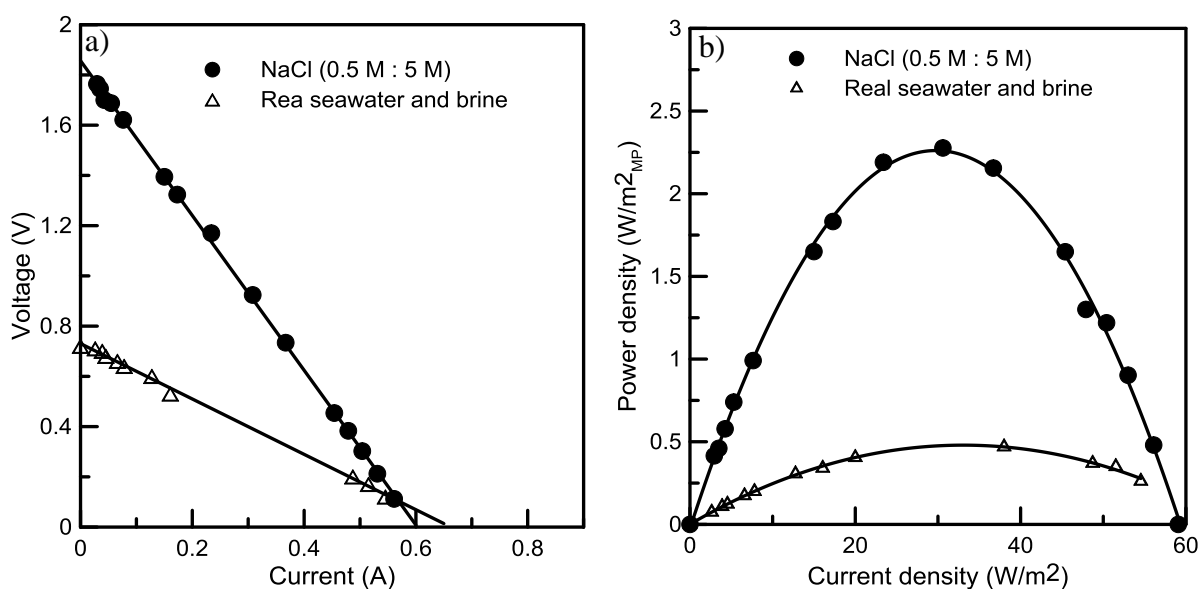 a)
NaCl (0.5 M : 5 M)
Rea seawater and brine
2
1.6
1.2
0.8
0.4
0
Voltage (V)
0 0.2 0.4 0.6 0.8
Current (A)
b)
NaCl (0.5 M : 5 M)
Real seawater and brine
3
2.5
2
1.5
1
0.5
0
Power density (W/m2MP)
0 20 40 60
Current density (W/m2)